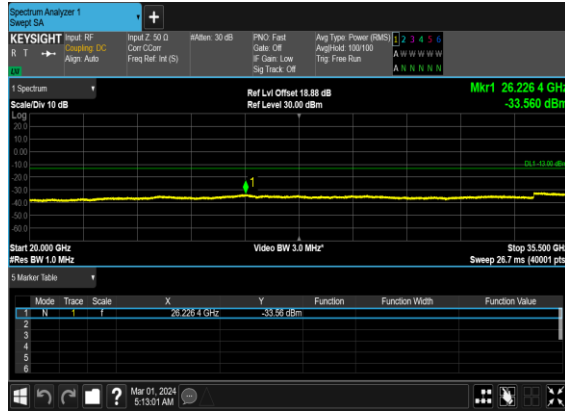 Spectrum Analyzer 1
Swept SA
+
KEYSIGHT Input: RF Input Z: 50 Ω #Atten: 30 dB PNO: Fast Avg Type: Power (RMS) 1 2 3 4 5 6
R T Coupling: DC Corr CCorr Gate: Off Avg|Hold: 100/100 A W W W W W
Align: Auto Freq Ref: Int (S) IF Gain: Low Trig: Free Run
Sig Track: Off A N N N N N
1 Spectrum
Ref Lvl Offset 18.88 dB Mkr1 26.226 4 GHz
Scale/Div 10 dB Ref Level 30.00 dBm -33.560 dBm
Log
20.0
10.0
0.00
-10.0 DL1 -13.00 dBm
-20.0
1
-30.0
-40.0
-50.0
-60.0
Start 20.000 GHz Video BW 3.0 MHz* Stop 35.500 GHz
#Res BW 1.0 MHz Sweep 26.7 ms (40001 pts)
5 Marker Table
Mode Trace Scale X Y Function Function Width Function Value
1 N 1 f 26.226 4 GHz -33.56 dBm
2
3
4
5
6
? Mar 01, 2024
5:13:01 AM